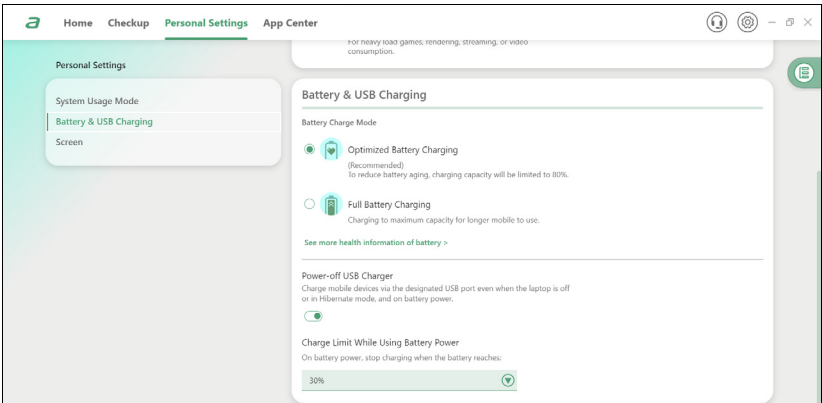 a Home Checkup Personal Settings App Center
For heavy load games, rendering, streaming, or video
consumption.
Personal Settings
System Usage Mode
Battery & USB Charging
Screen
Battery & USB Charging
Battery Charge Mode
Optimized Battery Charging
(Recommended)
To reduce battery aging, charging capacity will be limited to 80%.
Full Battery Charging
Charging to maximum capacity for longer mobile to use.
See more health information of battery >
Power-off USB Charger
Charge mobile devices via the designated USB port even when the laptop is off
or in Hibernate mode, and on battery power.
Charge Limit While Using Battery Power
On battery power, stop charging when the battery reaches:
30%